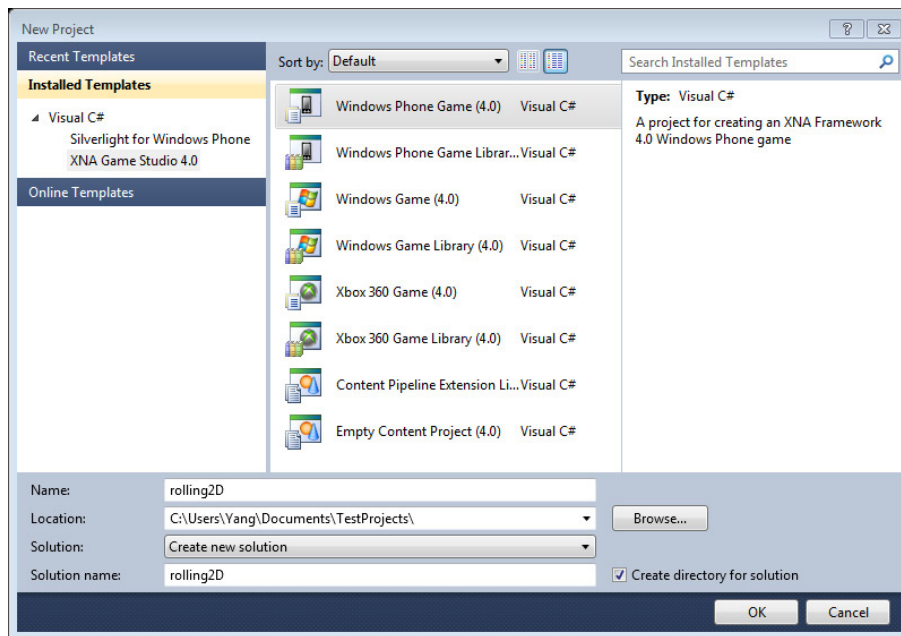 New Project
Recent Templates
Installed Templates
Visual C#
Silverlight for Windows Phone
XNA Game Studio 4.0
Online Templates
Sort by: Default
Search Installed Templates
Windows Phone Game (4.0) Visual C#
Windows Phone Game Librar... Visual C#
Windows Game (4.0) Visual C#
Windows Game Library (4.0) Visual C#
Xbox 360 Game (4.0) Visual C#
Xbox 360 Game Library (4.0) Visual C#
Content Pipeline Extension Li... Visual C#
Empty Content Project (4.0) Visual C#
Type: Visual C#
A project for creating an XNA Framework
4.0 Windows Phone game
Name: rolling2D
Location: C:\Users\Yang\Documents\TestProjects\ Browse...
Solution: Create new solution
Solution name: rolling2D Create directory for solution
OK Cancel